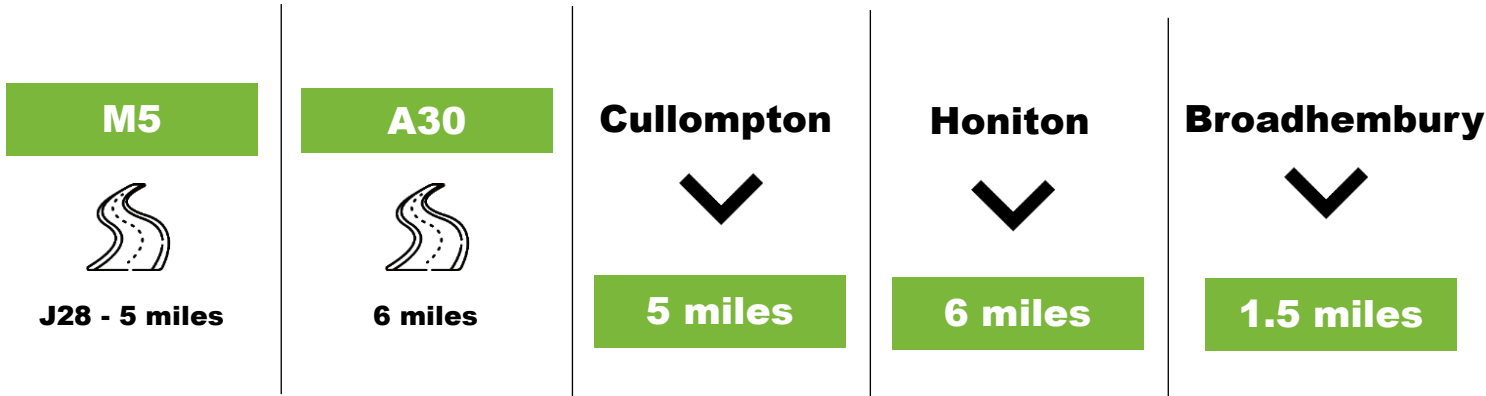 M5
J28 - 5 miles
A30
6 miles
Cullompton
5 miles
Honiton
6 miles
Broadhembury
1.5 miles